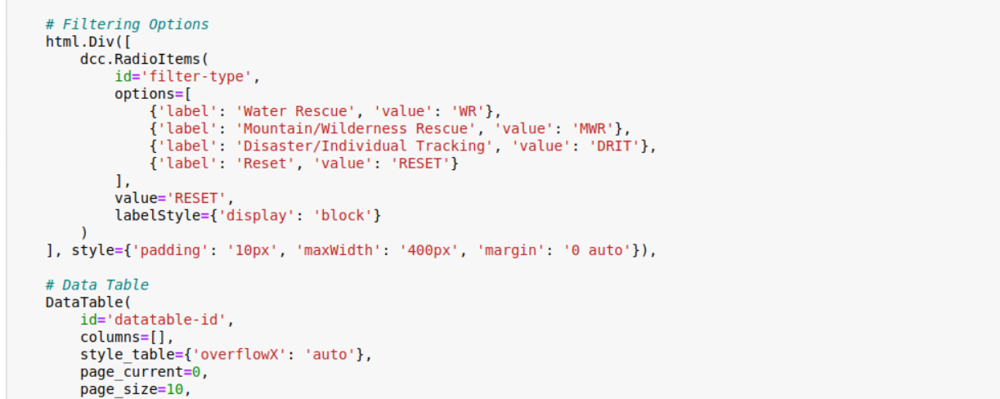 # Filtering Options
html.Div([
    dcc.RadioItems(
        id='filter-type',
        options=[
            {'label': 'Water Rescue', 'value': 'WR'},
            {'label': 'Mountain/Wilderness Rescue', 'value': 'MWR'},
            {'label': 'Disaster/Individual Tracking', 'value': 'DRIT'},
            {'label': 'Reset', 'value': 'RESET'}
        ],
        value='RESET',
        labelStyle={'display': 'block'}
    )
], style={'padding': '10px', 'maxWidth': '400px', 'margin': '0 auto'}),

# Data Table
DataTable(
    id='datatable-id',
    columns=[],
    style_table={'overflowX': 'auto'},
    page_current=0,
    page_size=10,